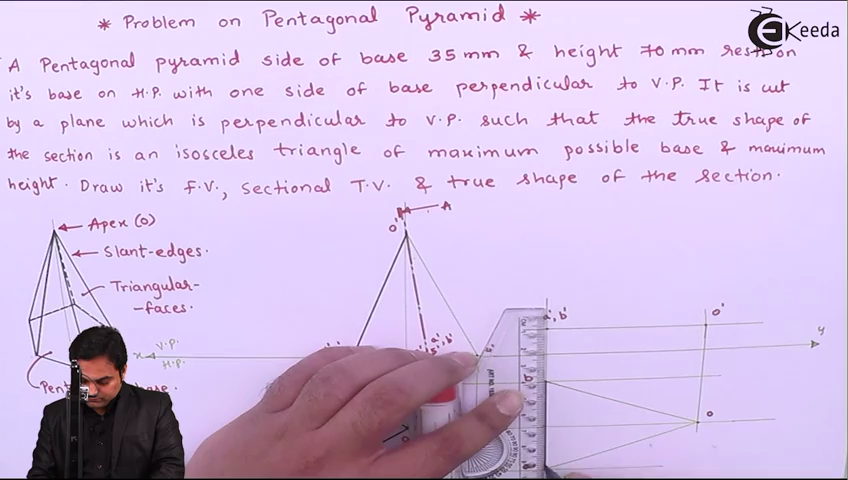 * Problem on Pentagonal Pyramid *
Ekeeda
A Pentagonal pyramid side of base 35 mm & height 70 mm rests on
it's base on H.P. with one side of base perpendicular to V.P. It is cut
by a plane which is perpendicular to V.P. such that the true shape of
the section is an isosceles triangle of maximum possible base & maximum
height. Draw it's f.V., Sectional T.V. & true shape of the section.
Apex (o)
Slant-edges.
Triangular-
-faces.
A
o'
a', b'
o'
x
V.P.
H.P.
a', b'
c'
y
b
o